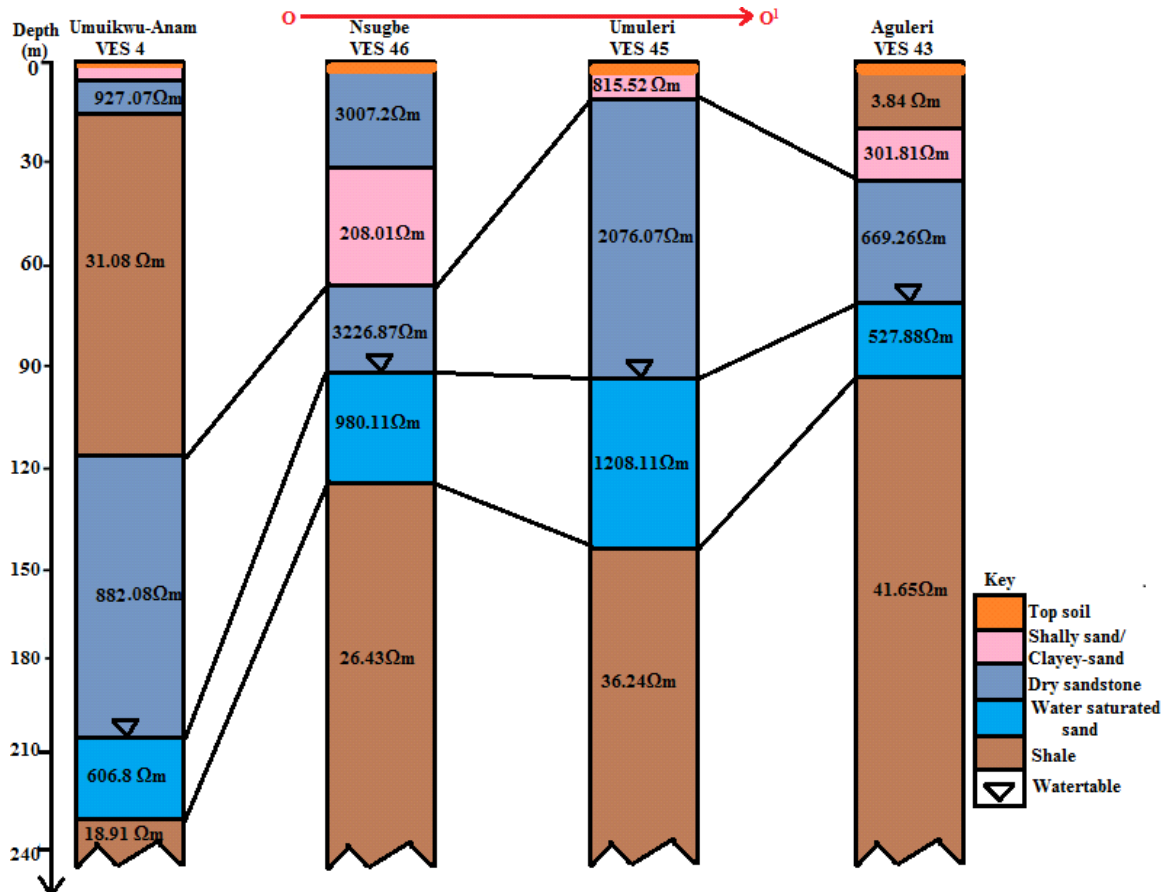 O O1
Depth
(m)
Umuikwu-Anam
VES 4
Nsugbe
VES 46
Umuleri
VES 45
Aguleri
VES 43
0
30
60
90
120
150
180
210
240
927.07Ωm
31.08 Ωm
882.08Ωm
606.8 Ωm
18.91 Ωm
3007.2Ωm
208.01Ωm
3226.87Ωm
980.11Ωm
26.43Ωm
815.52 Ωm
2076.07Ωm
1208.11Ωm
36.24Ωm
3.84 Ωm
301.81Ωm
669.26Ωm
527.88Ωm
41.65Ωm
Key
Top soil
Shally sand/
Clayey-sand
Dry sandstone
Water saturated
sand
Shale
Watertable